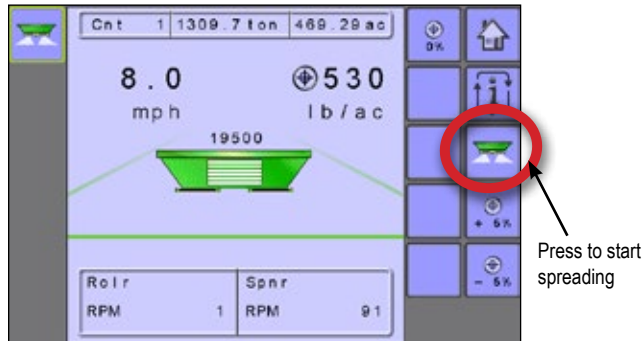 Cnt 1 1309.7 ton 469.29 ac
0%
8.0 530
mph lb/ac
i
19500
+ 5%
Press to start
spreading
- 5%
Rolr Spnr
RPM 1 RPM 91